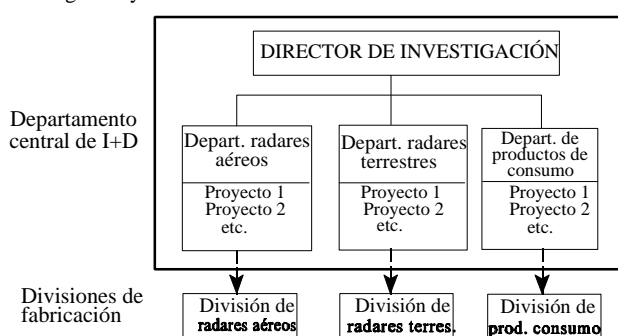 DIRECTOR DE INVESTIGACIÓN
Departamento
central de I+D
Depart. radares
aéreos
Proyecto 1
Proyecto 2
etc.
Depart. radares
terrestres
Proyecto 1
Proyecto 2
etc.
Depart. de
productos de
consumo
Proyecto 1
Proyecto 2
etc.
Divisiones de
fabricación
División de
radares aéreos
División de
radares terres.
División de
prod. consumo